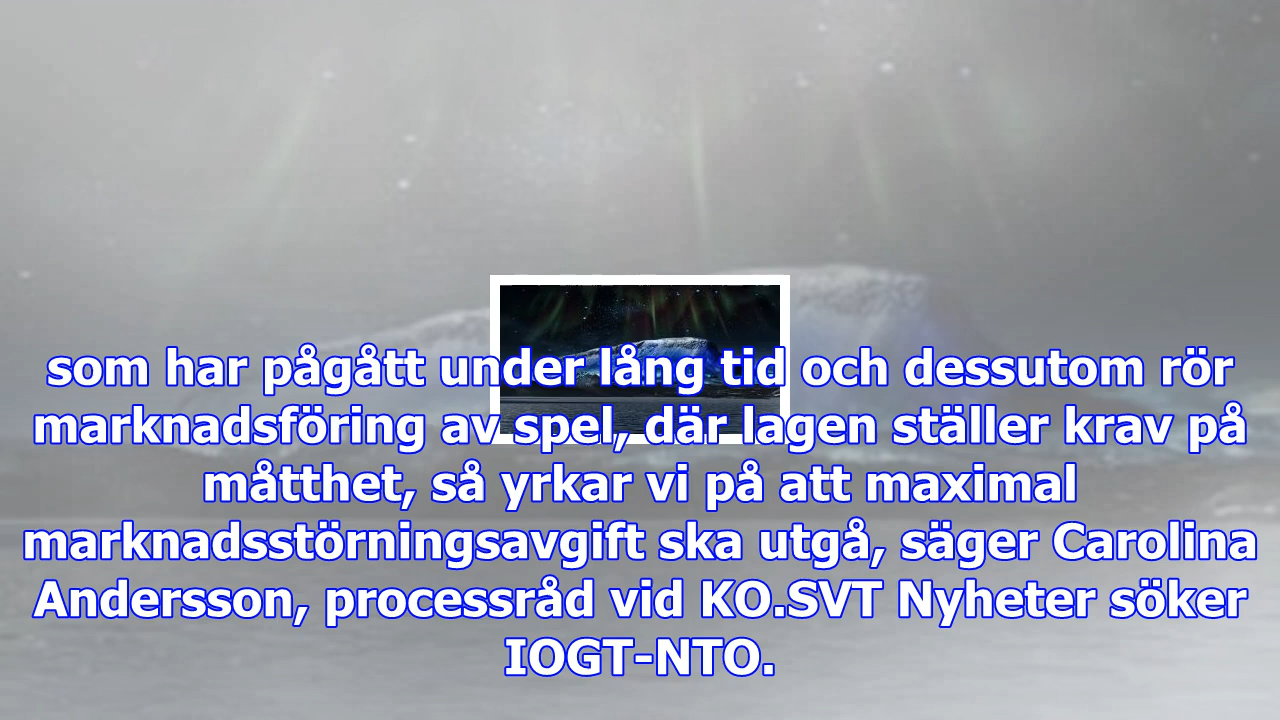 som har pågått under lång tid och dessutom rör
marknadsföring av spel, där lagen ställer krav på
måtthet, så yrkar vi på att maximal
marknadsstörningsavgift ska utgå, säger Carolina
Andersson, processråd vid KO.SVT Nyheter söker
IOGT-NTO.